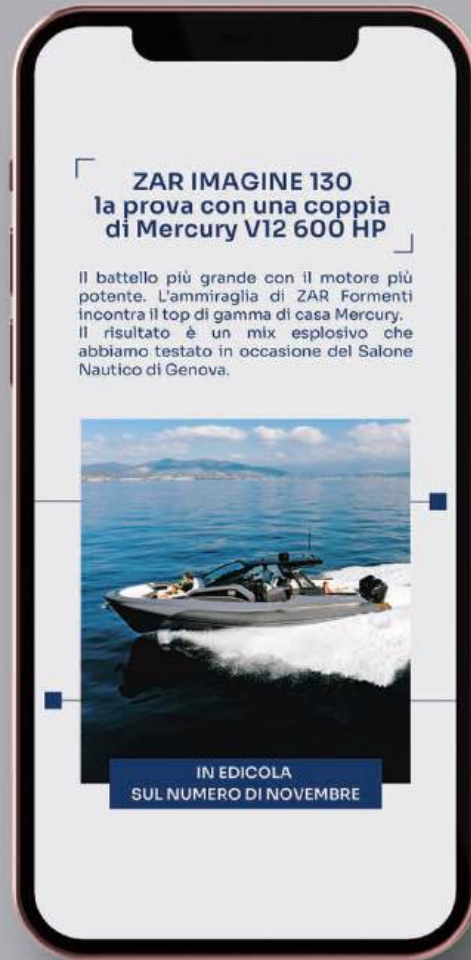 ZAR IMAGINE 130
la prova con una coppia
di Mercury V12 600 HP
Il battello più grande con il motore più
potente. L'ammiraglia di ZAR Formenti
incontra il top di gamma di casa Mercury.
Il risultato è un mix esplosivo che
abbiamo testato in occasione del Salone
Nautico di Genova.
IN EDICOLA
SUL NUMERO DI NOVEMBRE